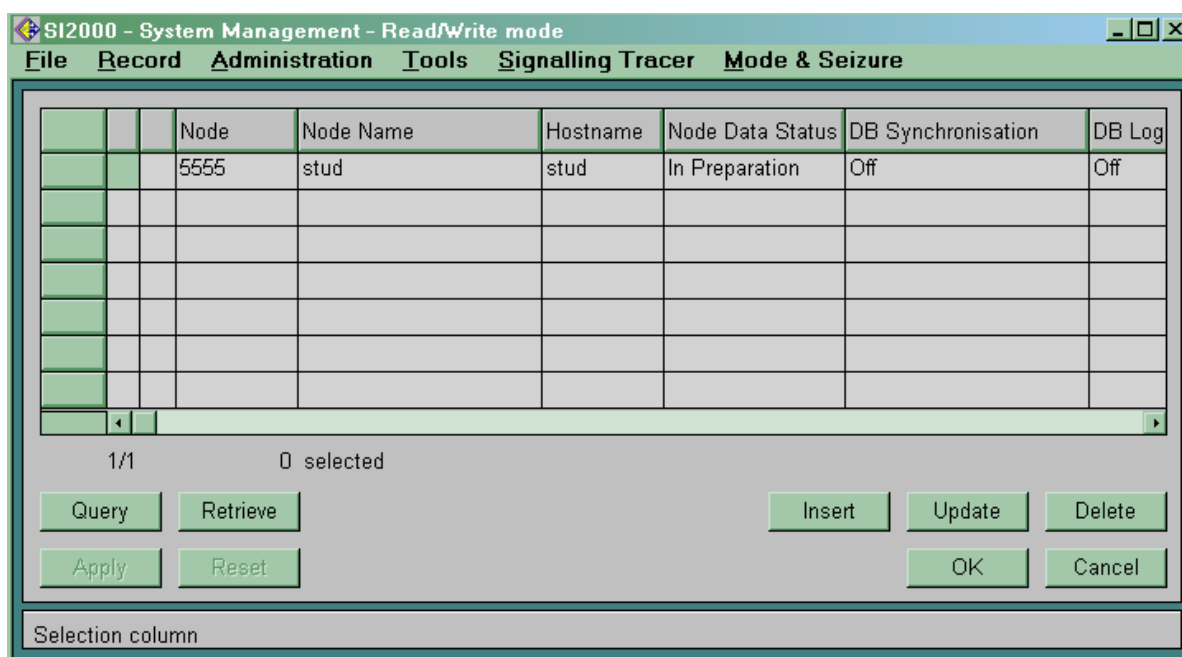 SI2000 - System Management - Read/Write mode
File Record Administration Tools Signalling Tracer Mode & Seizure
Node Node Name Hostname Node Data Status DB Synchronisation DB Log
5555 stud stud In Preparation Off Off
1/1 0 selected
Query Retrieve Insert Update Delete
Apply Reset OK Cancel
Selection column